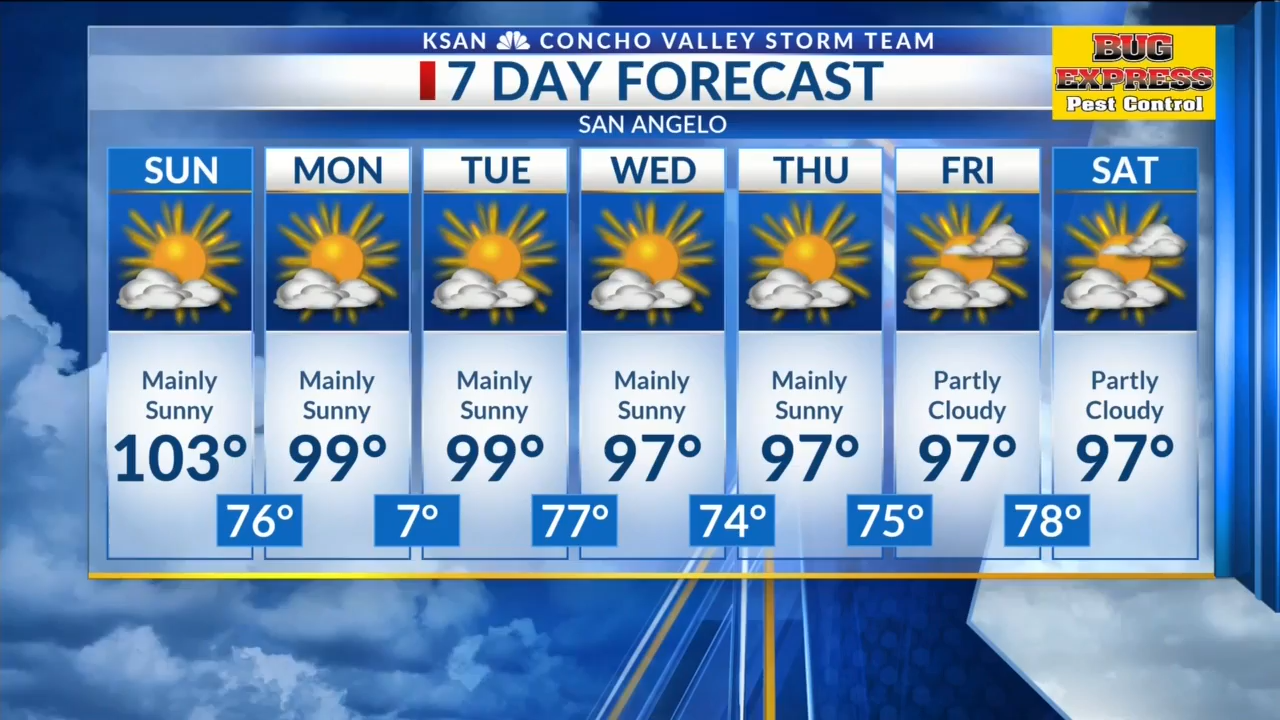 KSAN CONCHO VALLEY STORM TEAM
7 DAY FORECAST
SAN ANGELO
BUG
EXPRESS
Pest Control
SUN MON TUE WED THU FRI SAT
Mainly Mainly Mainly Mainly Mainly Partly Partly
Sunny Sunny Sunny Sunny Sunny Cloudy Cloudy
103° 99° 99° 97° 97° 97° 97°
76° 7° 77° 74° 75° 78°